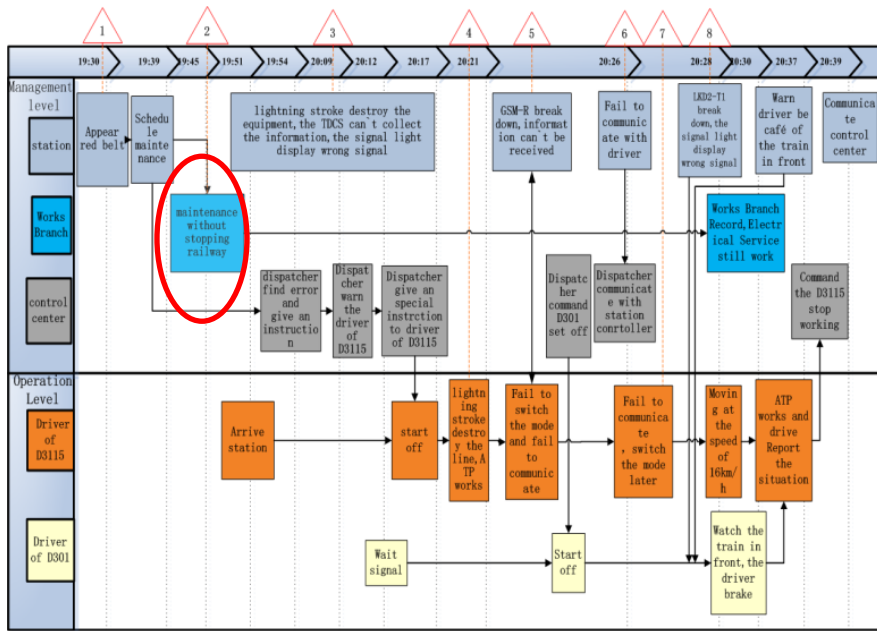 1
2
3
4
5
6
7
8
19:30
19:39
19:45
19:51
19:54
20:09
20:12
20:17
20:21
20:26
20:28
20:30
20:37
20:39
Management
level
station
Appear
red belt
Schedu
le
mainten
ance
lightning stroke destroy the
equipment,the TDCS can`t collect
the information,the signal light
display wrong signal
GSM-R break
down,informa
tion can't be
received
Fail to
communic
ate with
driver
LKD2-T1
break
down,the
signal light
display
wrong signal
Warn
driver be
café of
the train
in front
Communica
te control
center
Works
Branch
maintenance
without
stopping
railway
Works Branch
Record,Elect
rical Service
still work
control
center
dispatcher
find error
and
give an
instructio
n
Dispat
cher
warn
the
driver
of
D3115
Dispatcher
give an
special
instrction
to driver
of D3115
Dispat
cher
command
D301
set off
Dispatcher
communicat
e with
station
conrtoller
Command
the D3115
stop
working
Operation
Level
Driver
of
D3115
Arrive
station
start
off
lightn
ing
stroke
destro
y the
line,A
TP
works
Fail to
switch
the mode
and fail
to
communic
ate
Fail to
communic
ate
, switch
the mode
later
Movin
g at
the
speed
of
16km/
h
ATP
works and
drive
Report
the
situation
Driver
of D301
Wait
signal
Start
off
Watch the
train in
front,the
driver
brake